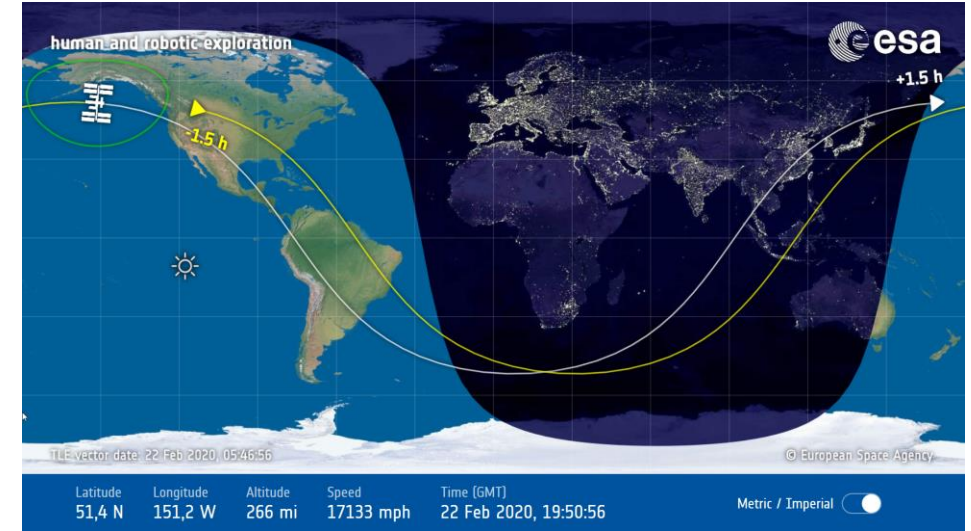 human and robotic exploration
esa
+1.5 h
-1.5 h
TLE vector date: 22 Feb 2020, 05:46:56
© European Space Agency
Latitude Longitude Altitude Speed Time (GMT)
51,4 N 151,2 W 266 mi 17133 mph 22 Feb 2020, 19:50:56
Metric / Imperial